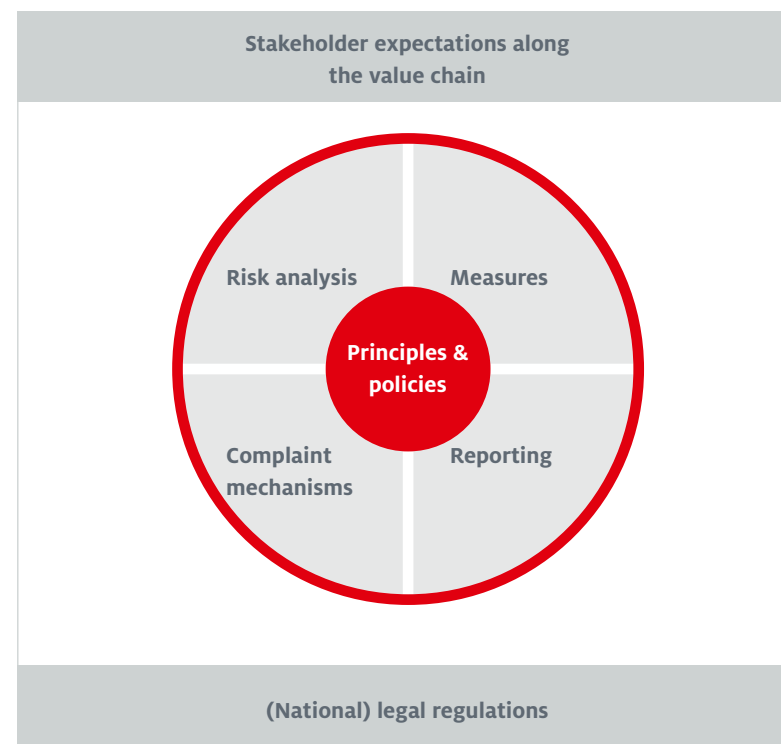 Stakeholder expectations along
the value chain
Risk analysis
Measures
Principles &
policies
Complaint
mechanisms
Reporting
(National) legal regulations